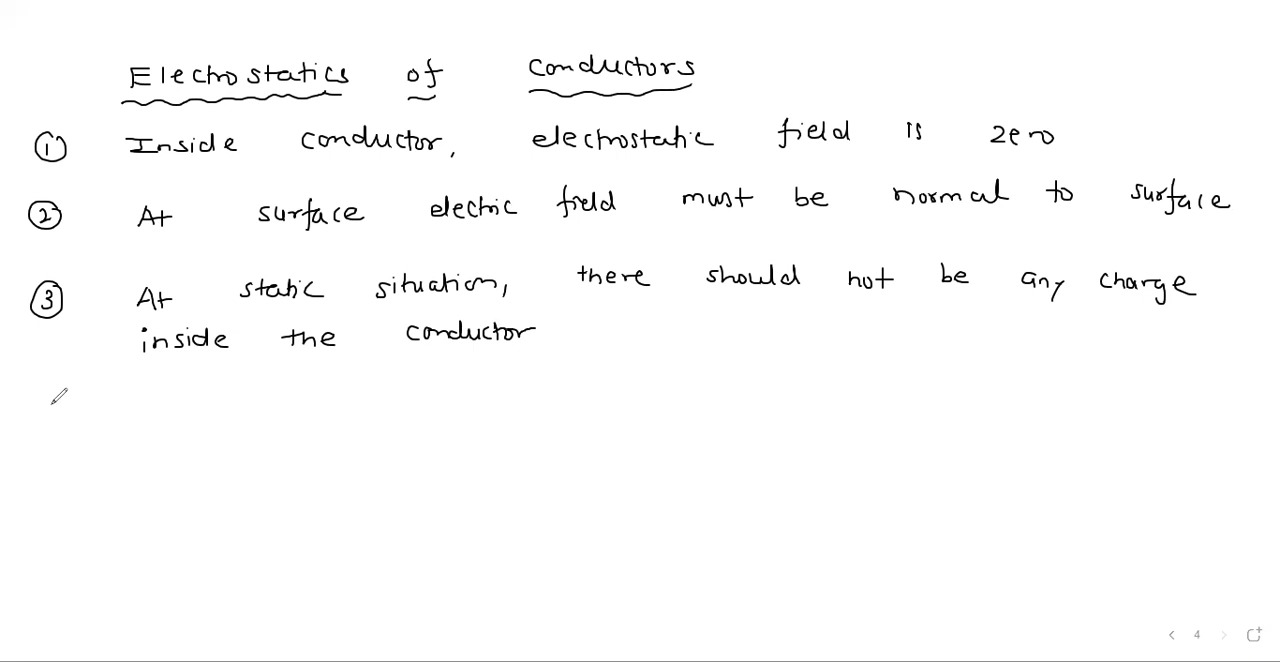 Electrostatics of conductors
① Inside conductor, electrostatic field is zero
② At surface electric field must be normal to surface
③ At static situation, there should not be any charge
inside the conductor
< 4 >